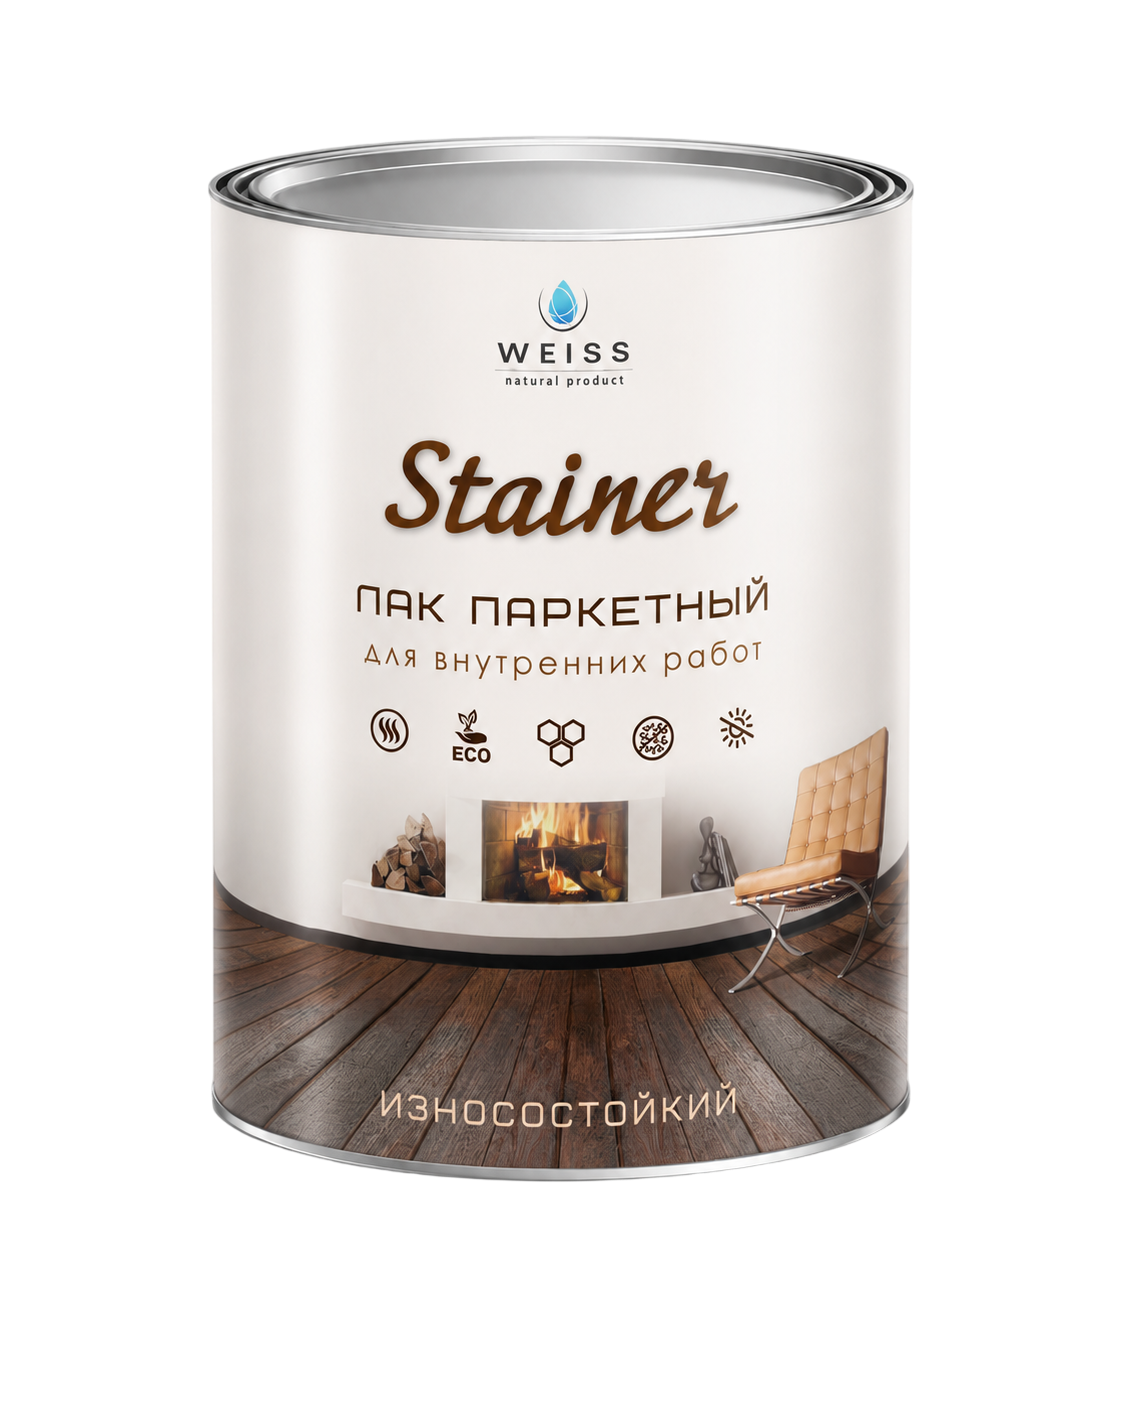 WEISS
natural product
Stainer
ЛАК ПАРКЕТНЫЙ
для внутренних работ
ECO
ИЗНОСОСТОЙКИЙ